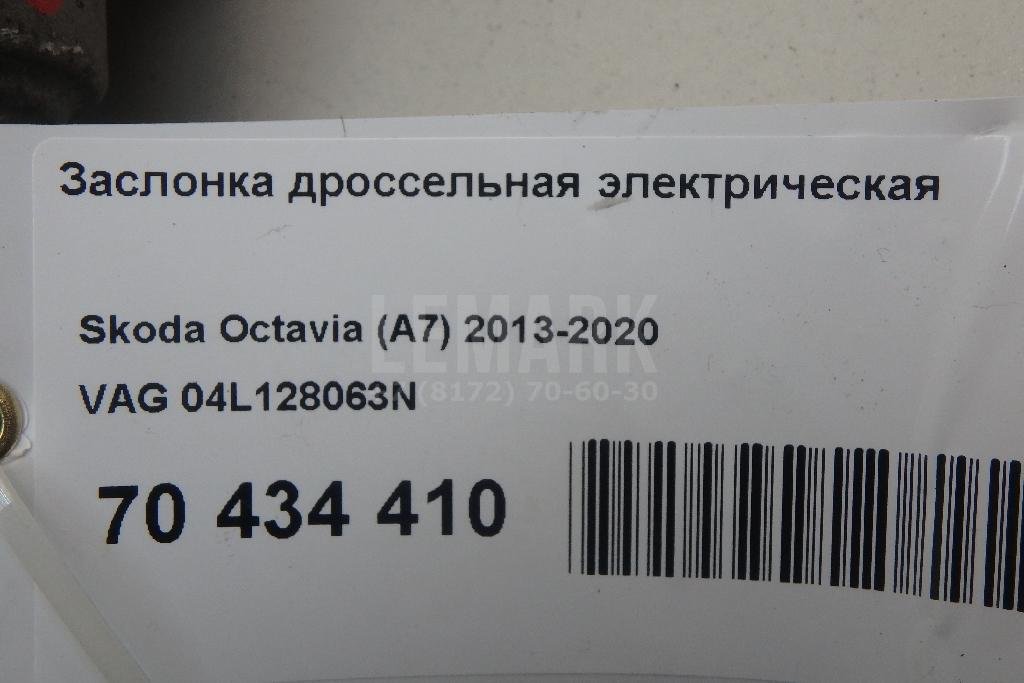 Заслонка дроссельная электрическая
Skoda Octavia (A7) 2013-2020
LEMARK
VAG 04L128063N
(8172) 70-60-30
70 434 410